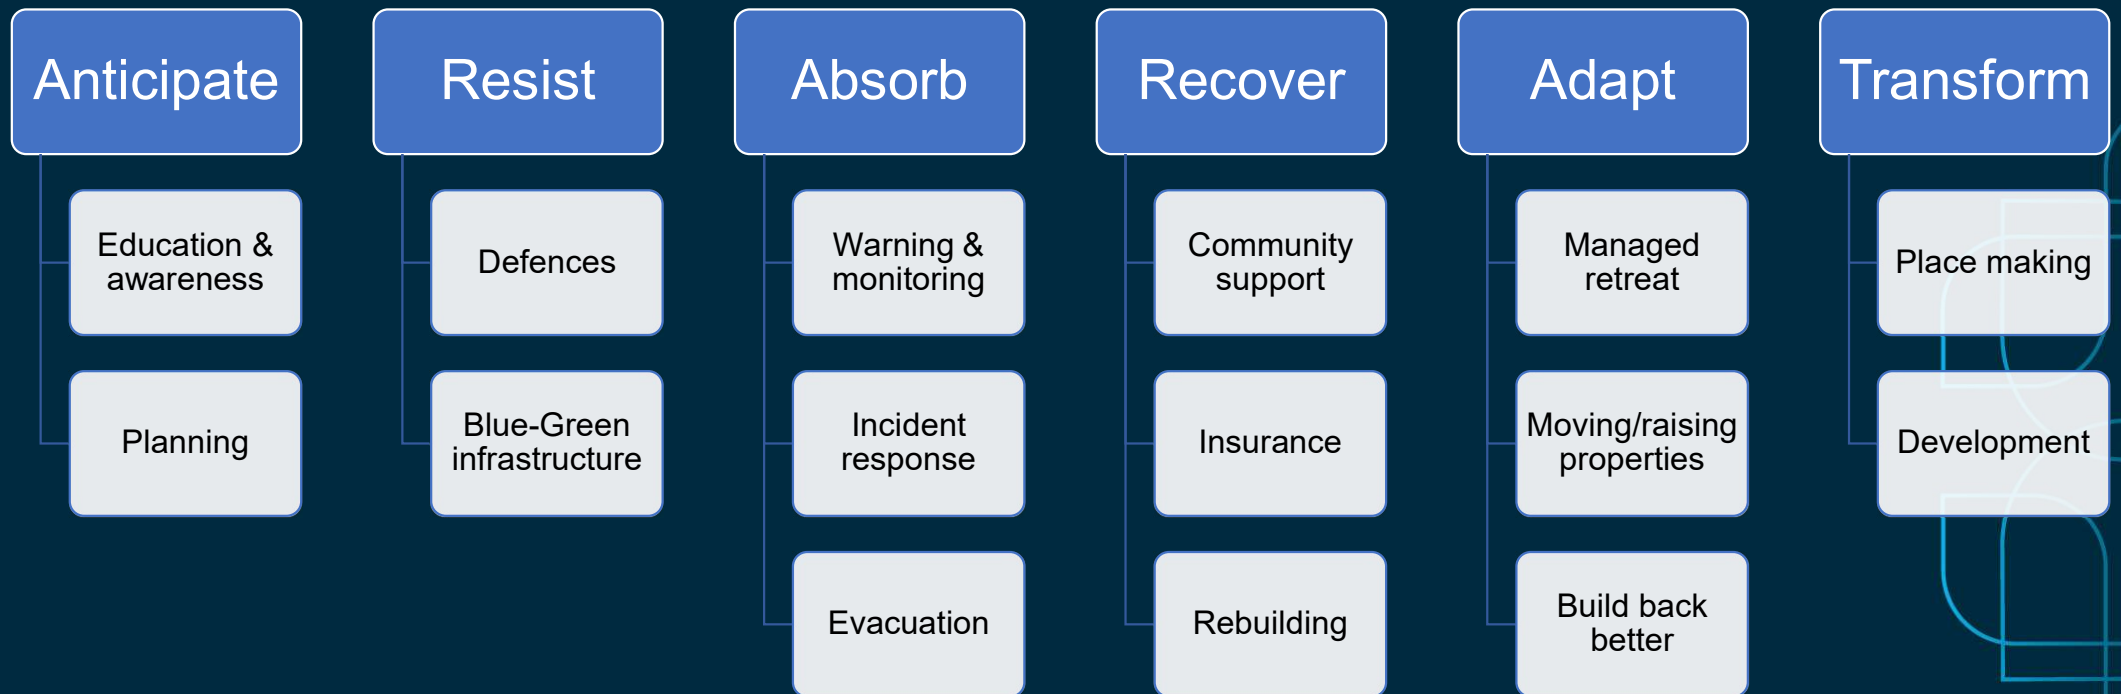 Anticipate
Education &
awareness
Planning
Resist
Defences
Blue-Green
infrastructure
Absorb
Warning &
monitoring
Incident
response
Evacuation
Recover
Community
support
Insurance
Rebuilding
Adapt
Managed
retreat
Moving/raising
properties
Build back
better
Transform
Place making
Development